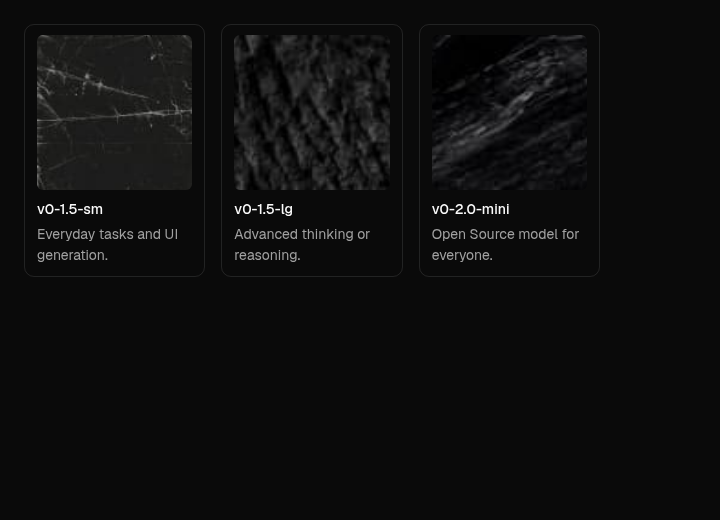 v0-1.5-sm
Everyday tasks and UI
generation.
v0-1.5-lg
Advanced thinking or
reasoning.
v0-2.0-mini
Open Source model for
everyone.